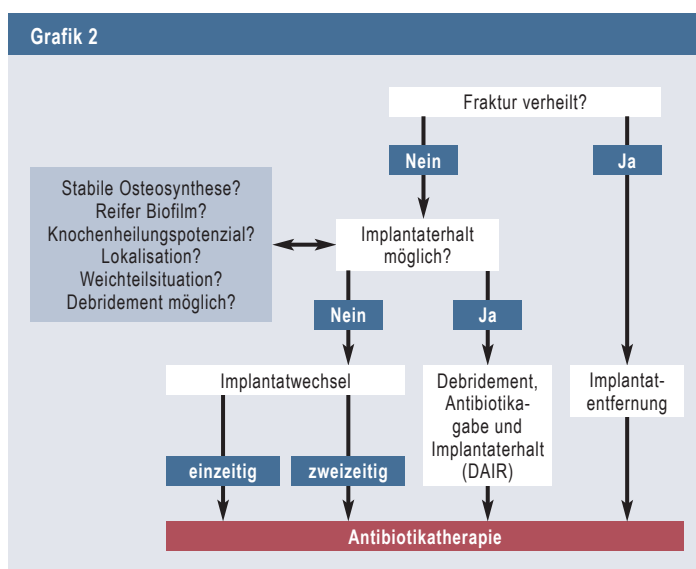 Grafik 2
Fraktur verheilt?
Nein
Ja
Stabile Osteosynthese?
Reifer Biofilm?
Knochenheilungspotenzial?
Lokalisation?
Weichteilsituation?
Debridement möglich?
Implantaterhalt
möglich?
Nein
Ja
Implantatwechsel
Debridement,
Antibiotika-
gabe und
Implantaterhalt
(DAIR)
Implantat-
entfernung
einzeitig
zweizeitig
Antibiotikatherapie